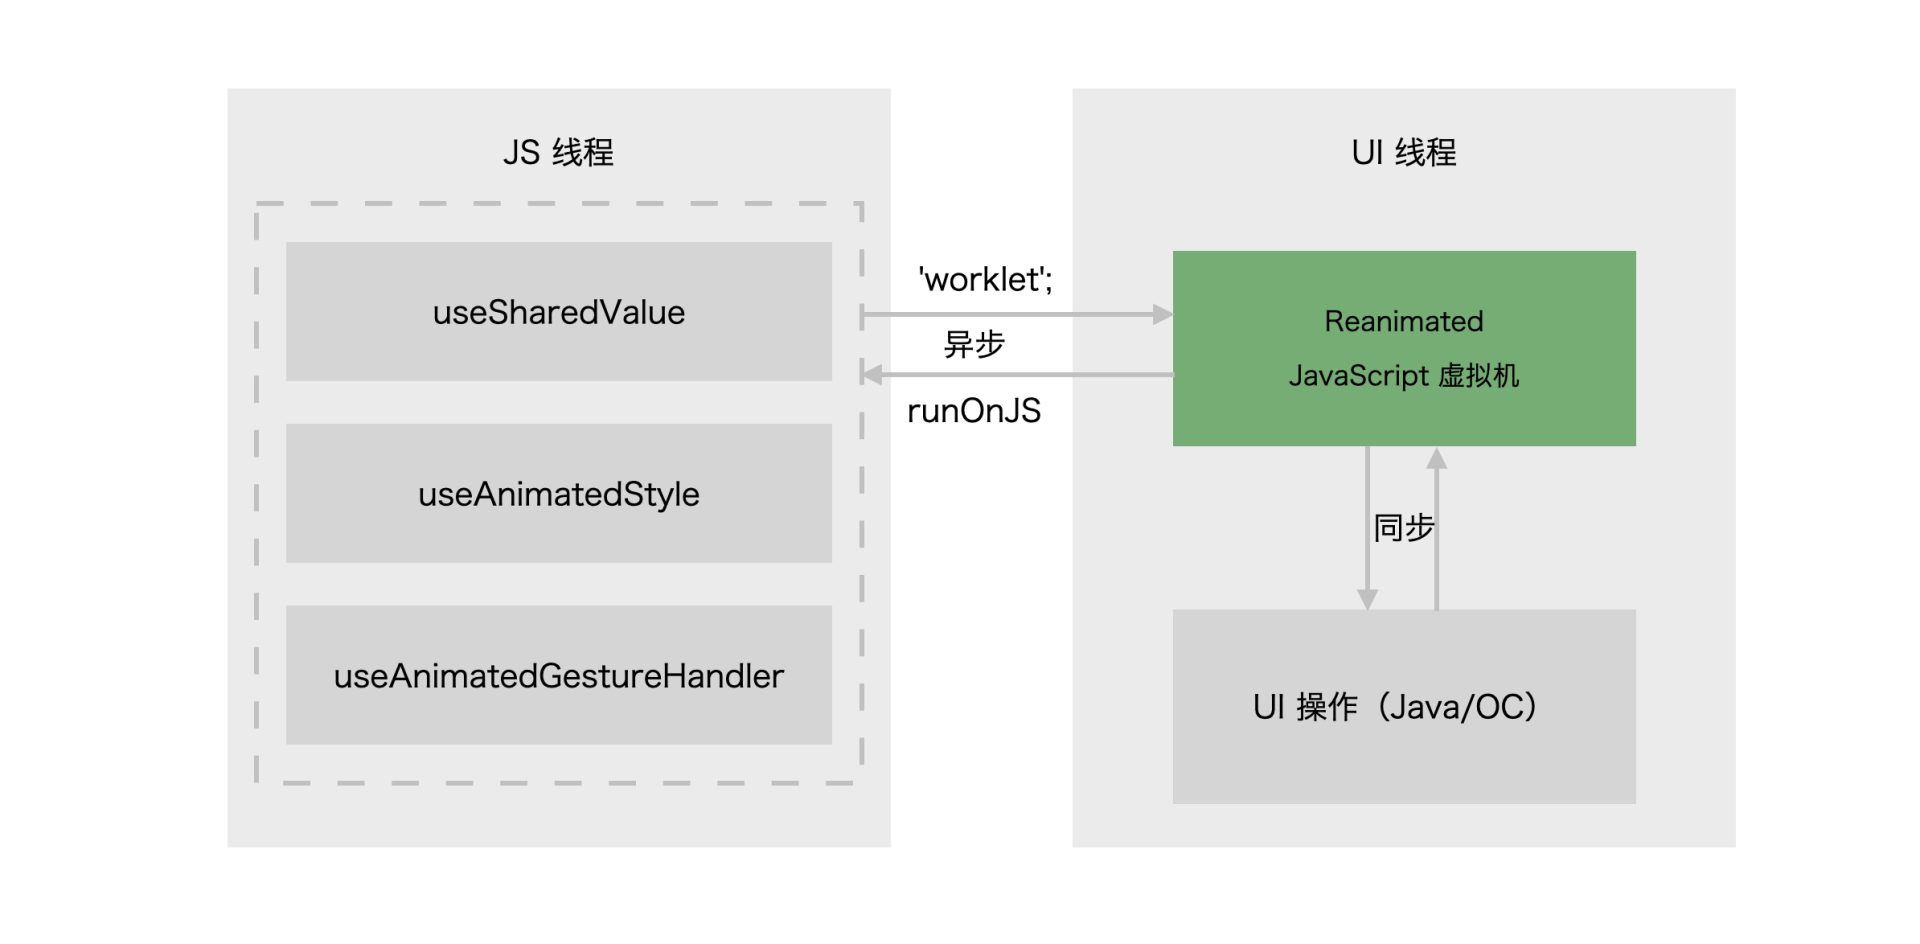 JS 线程
useSharedValue
useAnimatedStyle
useAnimatedGestureHandler
'worklet';
异步
runOnJS
UI 线程
Reanimated
JavaScript 虚拟机
同步
UI 操作（Java/OC）